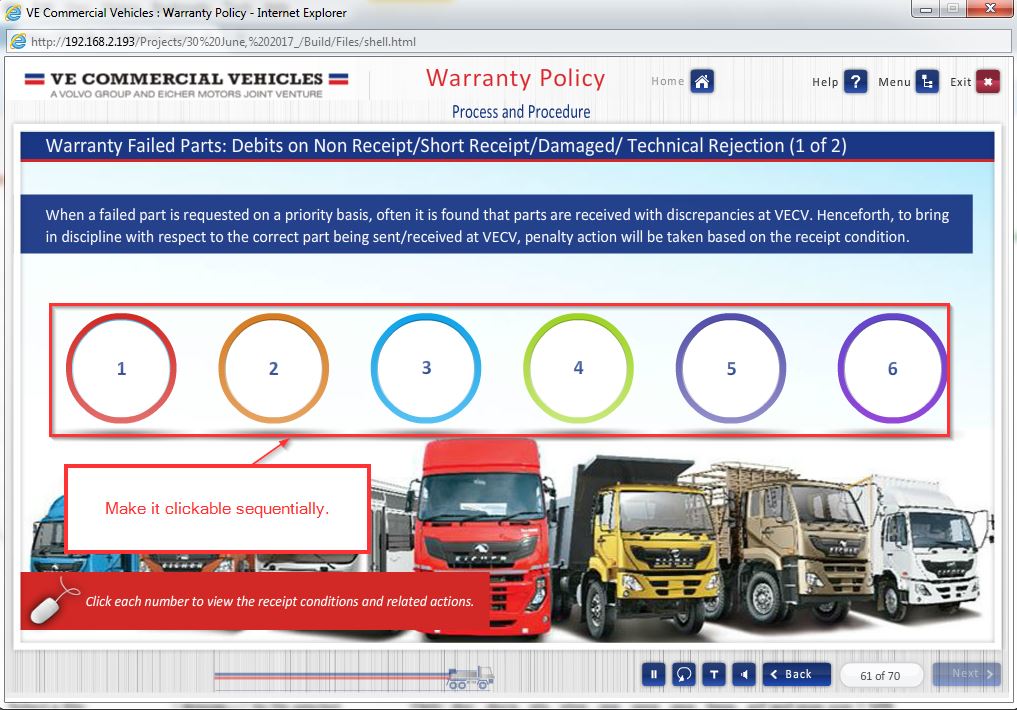 VE Commercial Vehicles : Warranty Policy - Internet Explorer
http://192.168.2.193/Projects/30%20June,%202017_/Build/Files/shell.html
VE COMMERCIAL VEHICLES
A VOLVO GROUP AND EICHER MOTORS JOINT VENTURE
Warranty Policy
Home
Help ?
Menu
Exit
Process and Procedure
Warranty Failed Parts: Debits on Non Receipt/Short Receipt/Damaged/ Technical Rejection (1 of 2)
When a failed part is requested on a priority basis, often it is found that parts are received with discrepancies at VECV. Henceforth, to bring
in discipline with respect to the correct part being sent/received at VECV, penalty action will be taken based on the receipt condition.
1 2 3 4 5 6
Make it clickable sequentially.
EICHER
Click each number to view the receipt conditions and related actions.
T
Back
61 of 70
Next